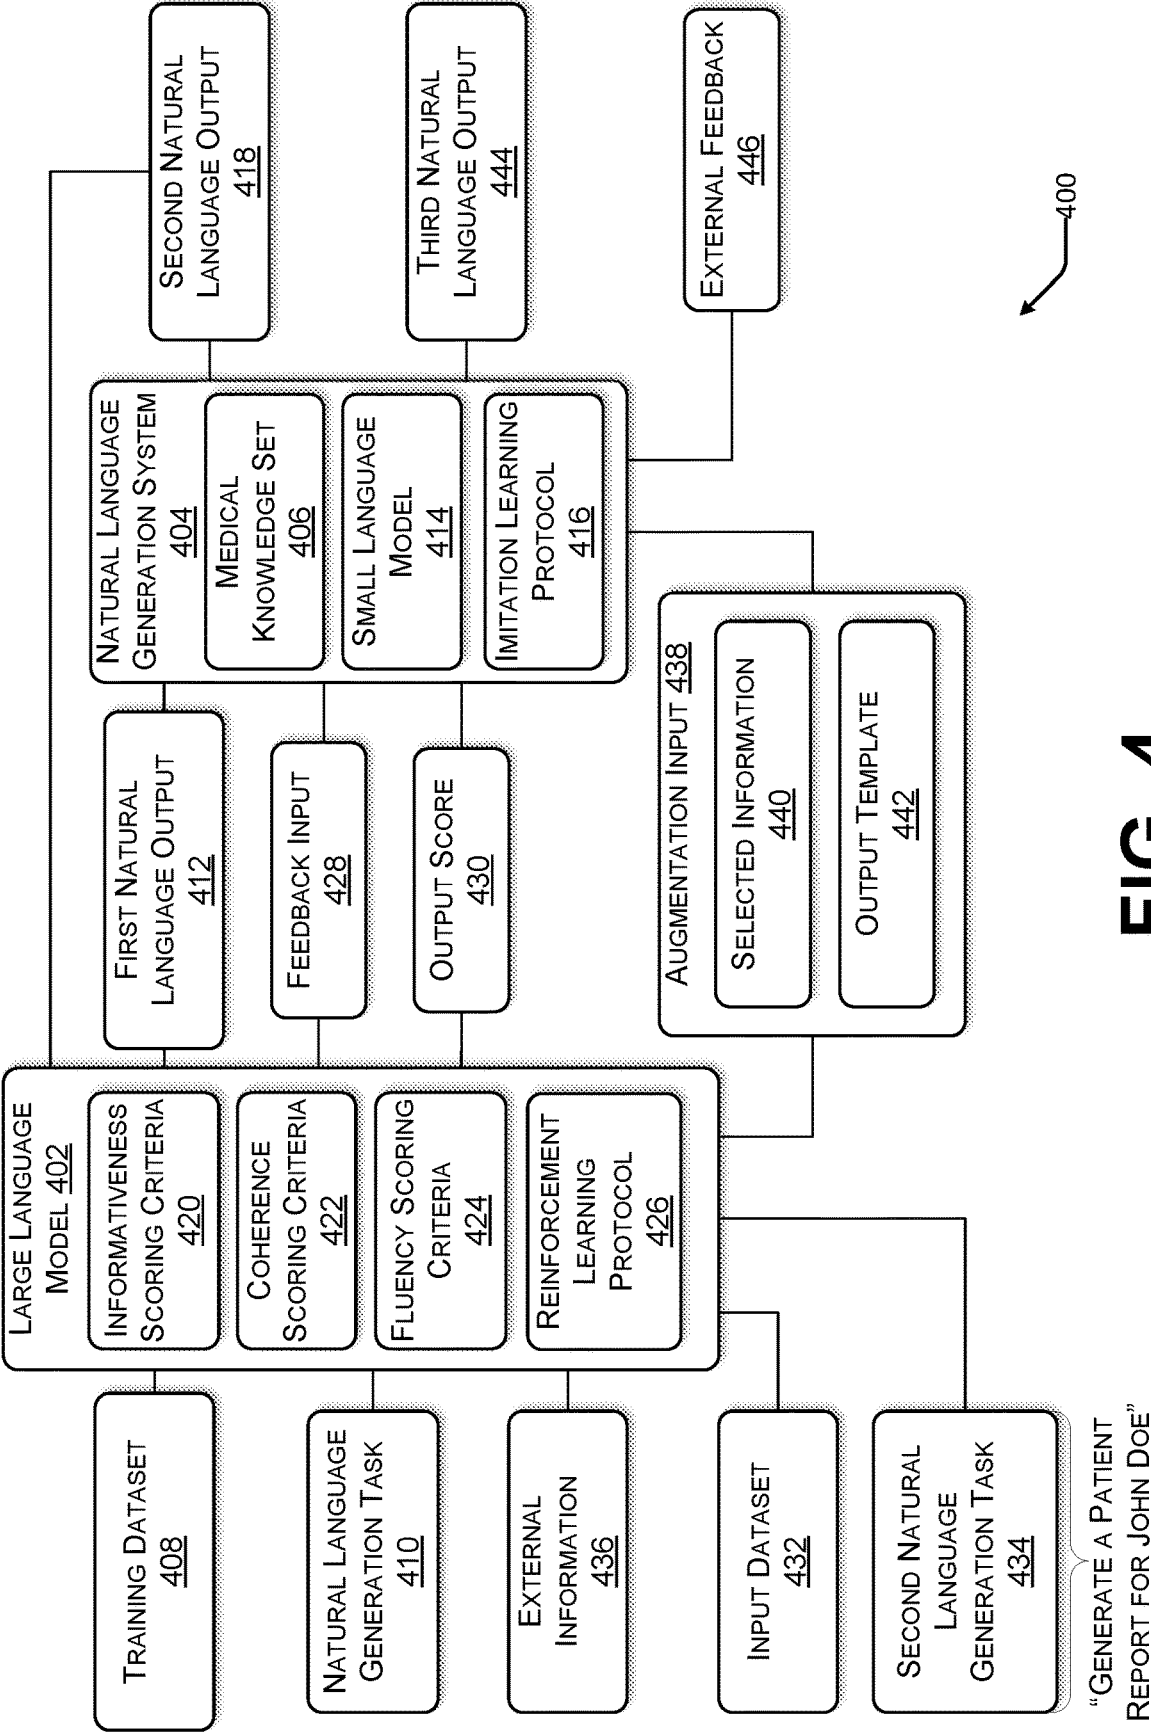 LARGE LANGUAGE
MODEL 402
INFORMATIVENESS
SCORING CRITERIA
420
COHERENCE
SCORING CRITERIA
422
FLUENCY SCORING
CRITERIA
424
REINFORCEMENT
LEARNING
PROTOCOL
426
TRAINING DATASET
408
NATURAL LANGUAGE
GENERATION TASK
410
EXTERNAL
INFORMATION
436
INPUT DATASET
432
SECOND NATURAL
LANGUAGE
GENERATION TASK
434
“GENERATE A PATIENT
REPORT FOR JOHN DOE”
FIRST NATURAL
LANGUAGE OUTPUT
412
FEEDBACK INPUT
428
OUTPUT SCORE
430
AUGMENTATION INPUT 438
SELECTED INFORMATION
440
OUTPUT TEMPLATE
442
NATURAL LANGUAGE
GENERATION SYSTEM
404
MEDICAL
KNOWLEDGE SET
406
SMALL LANGUAGE
MODEL
414
IMITATION LEARNING
PROTOCOL
416
SECOND NATURAL
LANGUAGE OUTPUT
418
THIRD NATURAL
LANGUAGE OUTPUT
444
EXTERNAL FEEDBACK
446
400
FIG. 4